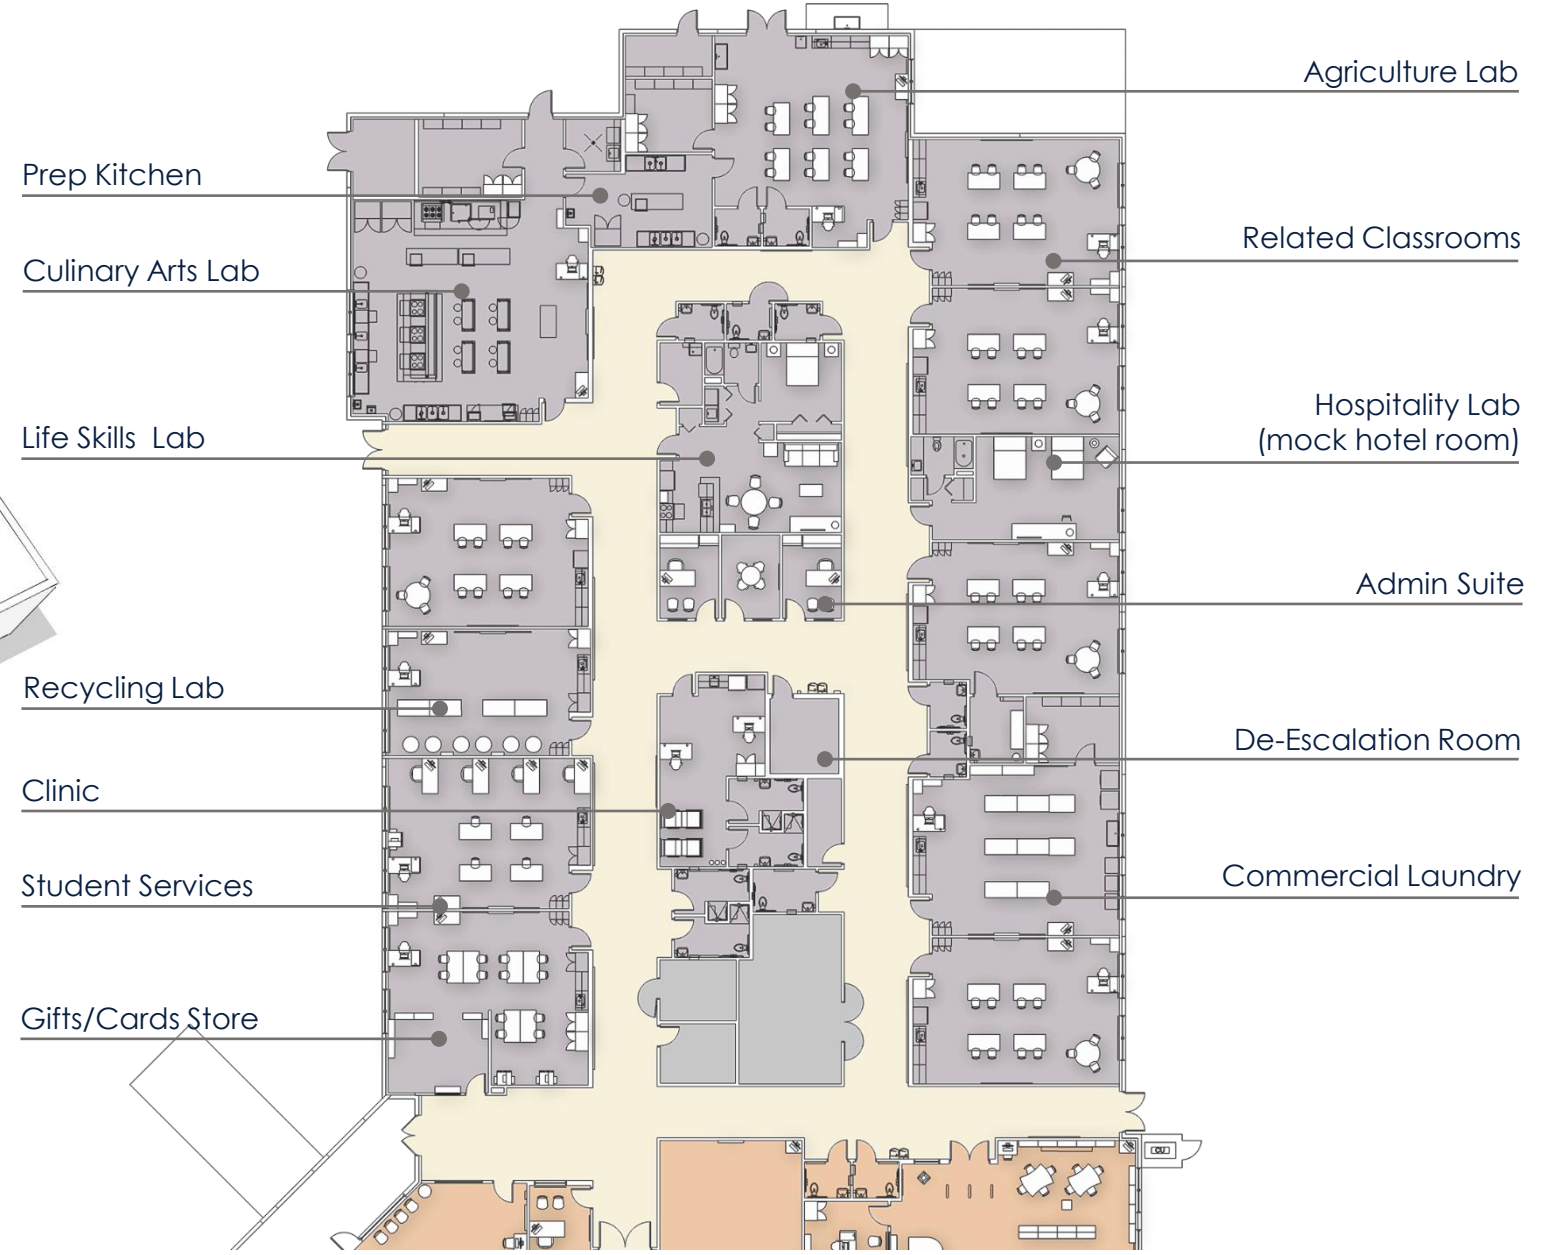 Agriculture Lab
Prep Kitchen
Related Classrooms
Culinary Arts Lab
Hospitality Lab
(mock hotel room)
Life Skills Lab
Admin Suite
Recycling Lab
De-Escalation Room
Clinic
Commercial Laundry
Student Services
Gifts/Cards Store